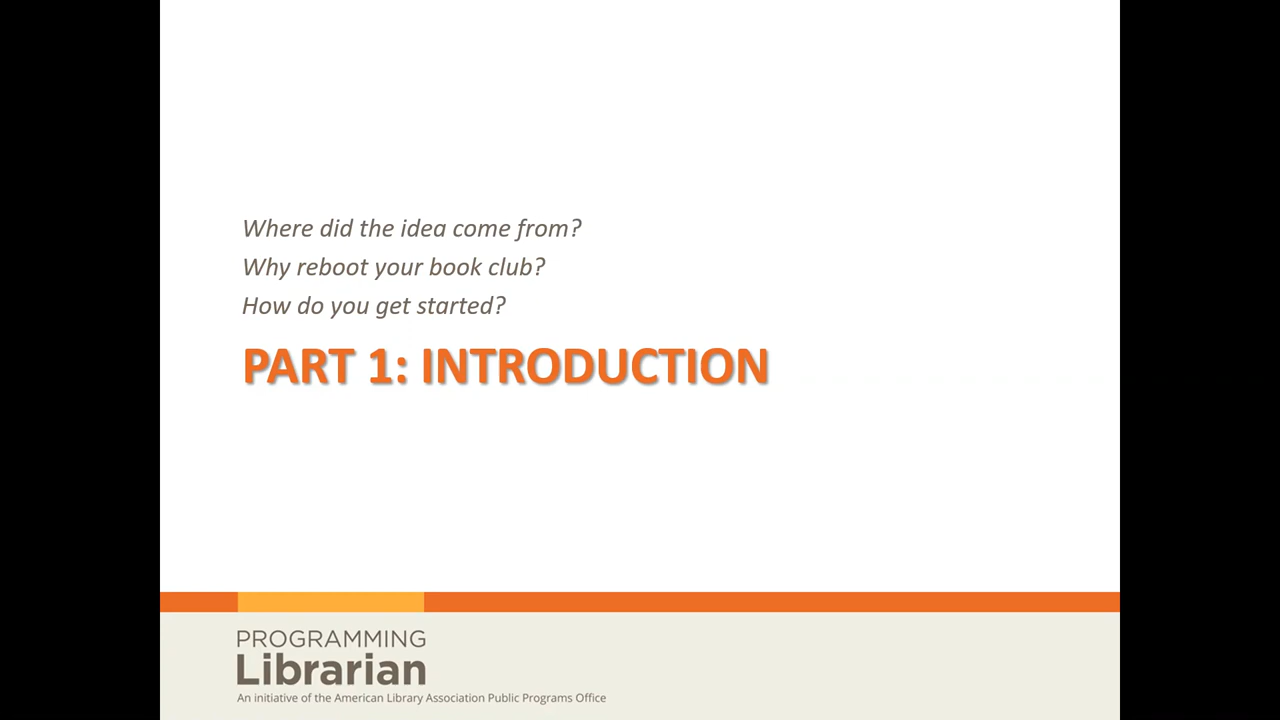 Where did the idea come from?
Why reboot your book club?
How do you get started?
PART 1: INTRODUCTION
PROGRAMMING
Librarian
An initiative of the American Library Association Public Programs Office